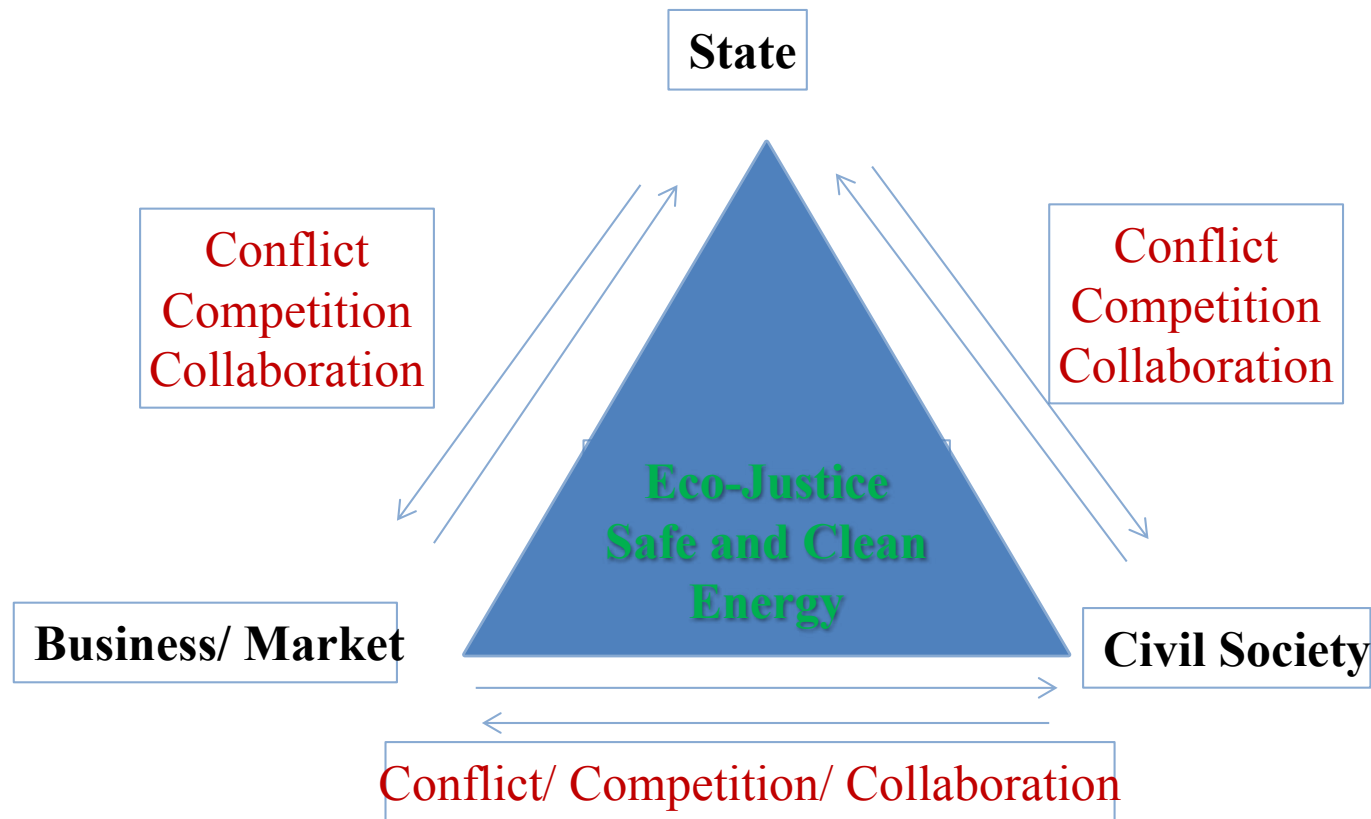 State
Conflict
Competition
Collaboration
Conflict
Competition
Collaboration
Eco-Justice
Safe and Clean
Energy
Business/ Market
Civil Society
Conflict/ Competition/ Collaboration